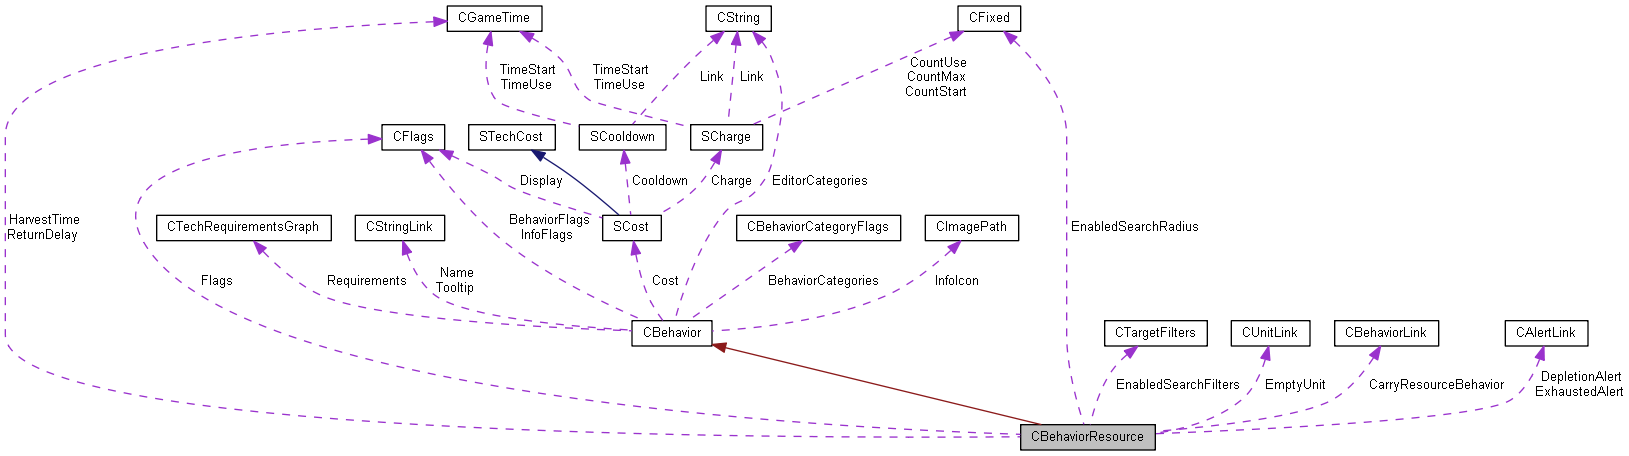 CGameTime
CString
CFixed
TimeStart
TimeUse
TimeStart
TimeUse
Link
Link
CountUse
CountMax
CountStart
CFlags
STechCost
SCooldown
SCharge
Display
Cooldown
Charge
EditorCategories
HarvestTime
ReturnDelay
CTechRequirementsGraph
CStringLink
BehaviorFlags
InfoFlags
SCost
CBehaviorCategoryFlags
CImagePath
EnabledSearchRadius
Flags
Requirements
Name
Tooltip
Cost
BehaviorCategories
InfoIcon
CBehavior
CTargetFilters
CUnitLink
CBehaviorLink
CAlertLink
EnabledSearchFilters
EmptyUnit
CarryResourceBehavior
DepletionAlert
ExhaustedAlert
CBehaviorResource